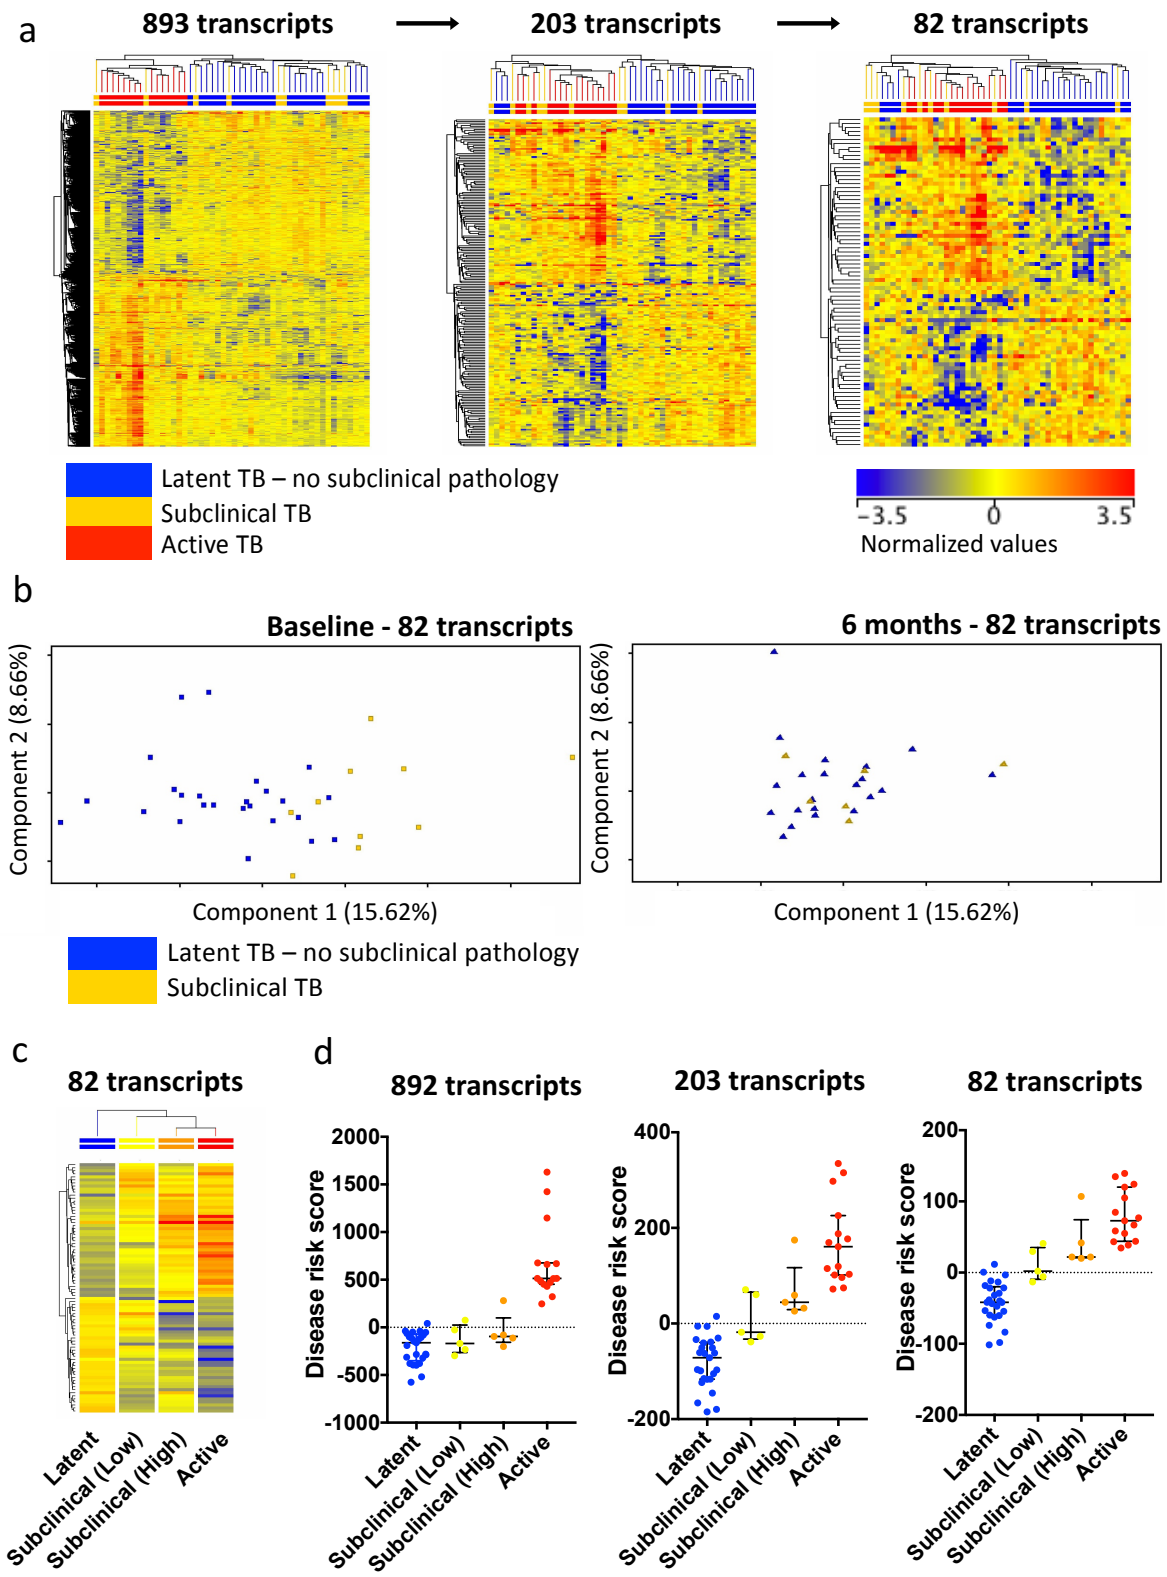 a
893 transcripts
203 transcripts
82 transcripts
Latent TB – no subclinical pathology
Subclinical TB
Active TB
−3.5 0 3.5
Normalized values
b
Baseline - 82 transcripts
6 months - 82 transcripts
Component 2 (8.66%)
Component 1 (15.62%)
Component 2 (8.66%)
Component 1 (15.62%)
Latent TB – no subclinical pathology
Subclinical TB
c
82 transcripts
Latent
Subclinical (Low)
Subclinical (High)
Active
d
892 transcripts
Disease risk score
2000
1500
1000
500
0
-500
-1000
Latent
Subclinical (Low)
Subclinical (High)
Active
203 transcripts
Disease risk score
400
200
0
-200
Latent
Subclinical (Low)
Subclinical (High)
Active
82 transcripts
Disease risk score
200
100
0
-100
-200
Latent
Subclinical (Low)
Subclinical (High)
Active